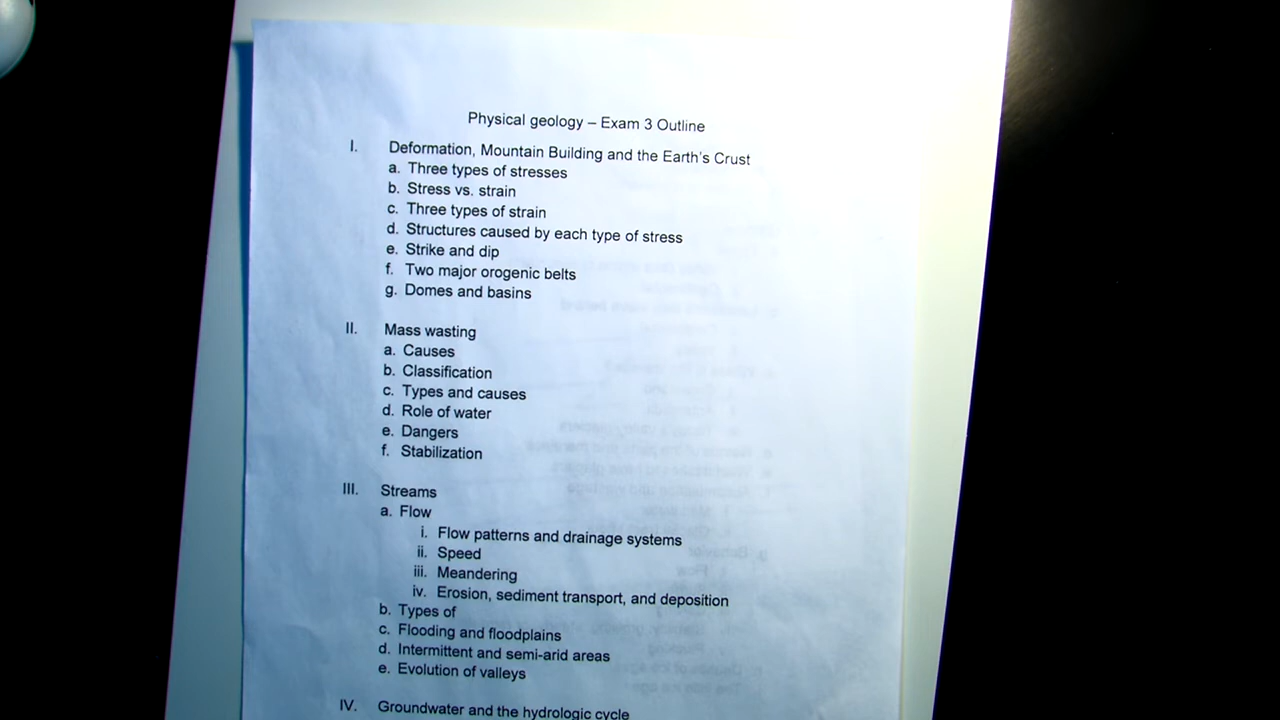 Physical geology – Exam 3 Outline
I. Deformation, Mountain Building and the Earth's Crust
a. Three types of stresses
b. Stress vs. strain
c. Three types of strain
d. Structures caused by each type of stress
e. Strike and dip
f. Two major orogenic belts
g. Domes and basins
II. Mass wasting
a. Causes
b. Classification
c. Types and causes
d. Role of water
e. Dangers
f. Stabilization
III. Streams
a. Flow
i. Flow patterns and drainage systems
ii. Speed
iii. Meandering
iv. Erosion, sediment transport, and deposition
b. Types of
c. Flooding and floodplains
d. Intermittent and semi-arid areas
e. Evolution of valleys
IV. Groundwater and the hydrologic cycle